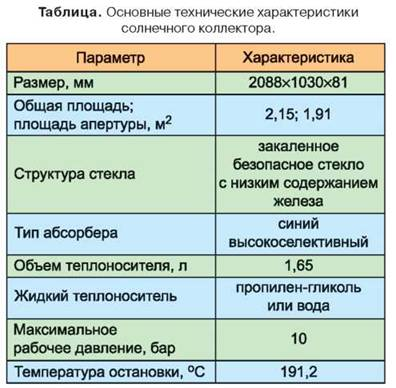 Таблица. Основные технические характеристики
солнечного коллектора.
Параметр Характеристика
Размер, мм 2088×1030×81
Общая площадь;
площадь апертуры, м2 2,15; 1,91
Структура стекла закаленное
безопасное стекло
с низким содержанием
железа
Тип абсорбера синий
высокоселективный
Объем теплоносителя, л 1,65
Жидкий теплоноситель пропилен-гликоль
или вода
Максимальное
рабочее давление, бар 10
Температура остановки, ºС 191,2